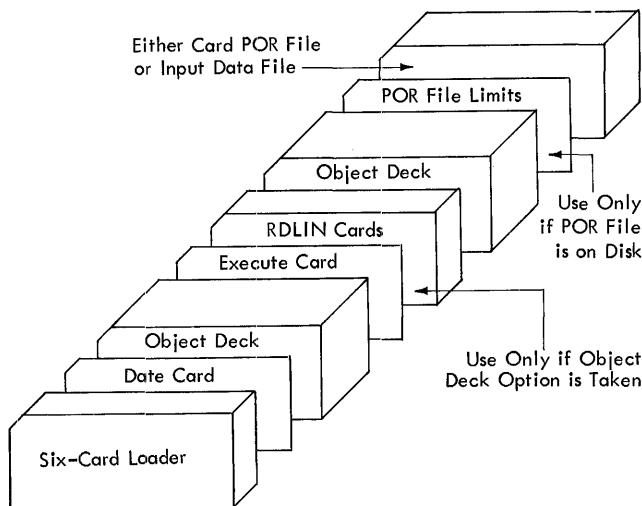 Either Card POR File
or Input Data File
POR File Limits
Object Deck
Use Only
if POR File
is on Disk
RDLIN Cards
Execute Card
Object Deck
Use Only if Object
Deck Option is Taken
Date Card
Six-Card Loader